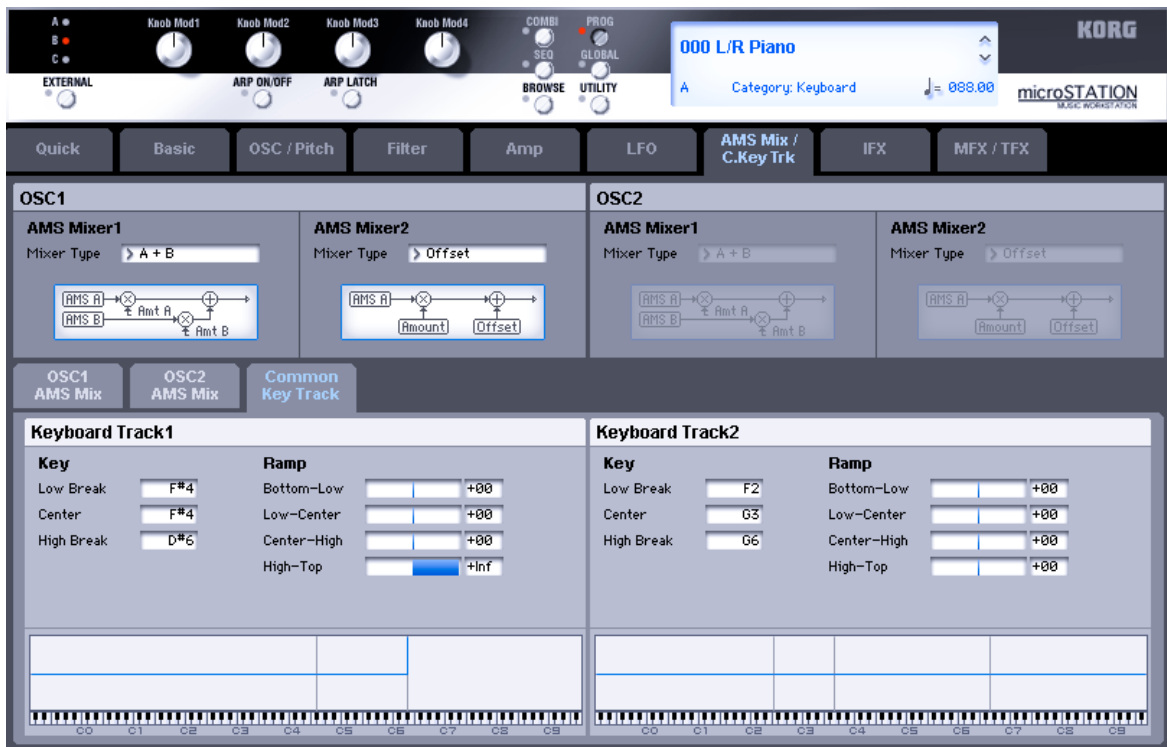 A B C
Knob Mod1 Knob Mod2 Knob Mod3 Knob Mod4
COMBI PROG
SEQ GLOBAL
EXTERNAL ARP ON/OFF ARP LATCH BROWSE UTILITY
000 L/R Piano
A Category: Keyboard ♩= 088.00
KORG
microSTATION
MUSIC WORKSTATION
Quick Basic OSC / Pitch Filter Amp LFO AMS Mix / C.Key Trk IFX MFX / TFX
OSC1
AMS Mixer1 AMS Mixer2
Mixer Type A + B Mixer Type Offset
AMS A AMS B Amt A Amt B
AMS A Amount Offset
OSC2
AMS Mixer1 AMS Mixer2
Mixer Type A + B Mixer Type Offset
AMS A AMS B Amt A Amt B
AMS A Amount Offset
OSC1 AMS Mix
OSC2 AMS Mix
Common Key Track
Keyboard Track1
Key Ramp
Low Break F#4 Bottom-Low +00
Center F#4 Low-Center +00
High Break D#6 Center-High +00
High-Top +Inf
C0 C1 C2 C3 C4 C5 C6 C7 C8 C9
Keyboard Track2
Key Ramp
Low Break F2 Bottom-Low +00
Center G3 Low-Center +00
High Break G6 Center-High +00
High-Top +00
C0 C1 C2 C3 C4 C5 C6 C7 C8 C9